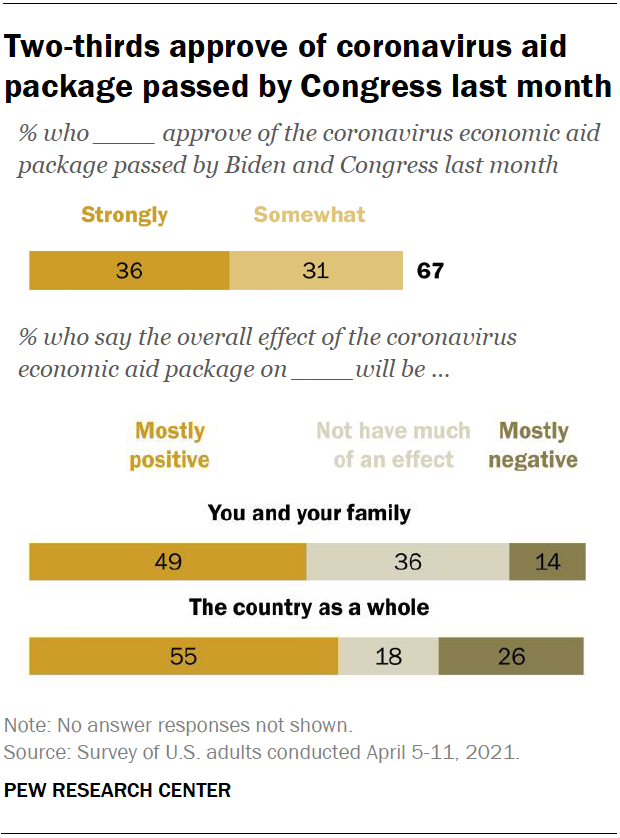 Two-thirds approve of coronavirus aid
package passed by Congress last month
% who ____ approve of the coronavirus economic aid
package passed by Biden and Congress last month
Strongly Somewhat
36 31 67
% who say the overall effect of the coronavirus
economic aid package on ____ will be ...
Mostly Not have much Mostly
positive of an effect negative
You and your family
49 36 14
The country as a whole
55 18 26
Note: No answer responses not shown.
Source: Survey of U.S. adults conducted April 5-11, 2021.
PEW RESEARCH CENTER